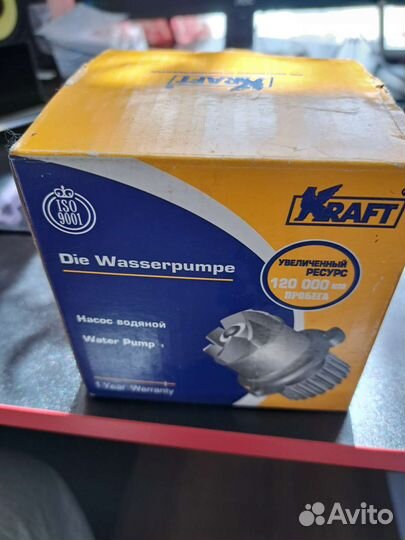 KRAFT
ISO
9001
KRAFT
Die Wasserpumpe
УВЕЛИЧЕННЫЙ
РЕСУРС
120 000 км
ПРОБЕГА
Насос водяной
Water Pump
1 Year Warranty
Avito